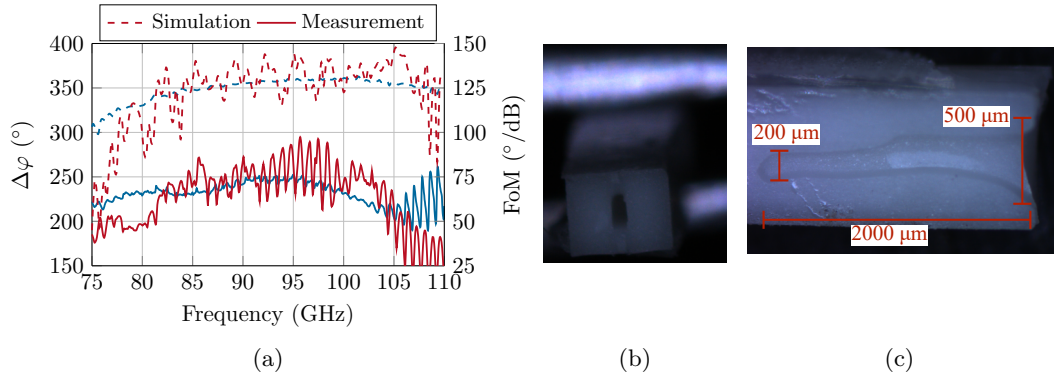 Simulation Measurement
400 150
350 125
300 100
250 75
200 50
150 25
75 80 85 90 95 100 105 110
Δφ (°)
FoM (°/dB)
Frequency (GHz)
500 µm
200 µm
2000 µm
(a) (b) (c)